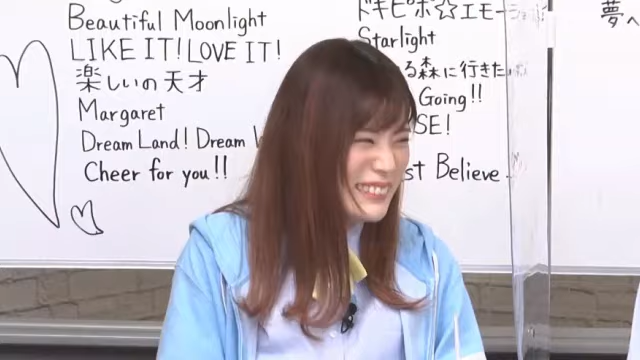 Beautiful Moonlight
LIKE IT! LOVE IT!
楽しいの天才
Margaret
Dream Land! Dream
Cheer for you!!
ドキピポ☆エモーション
Starlight
る森に行きた
Going!!
SE!
st Believe
夢へ